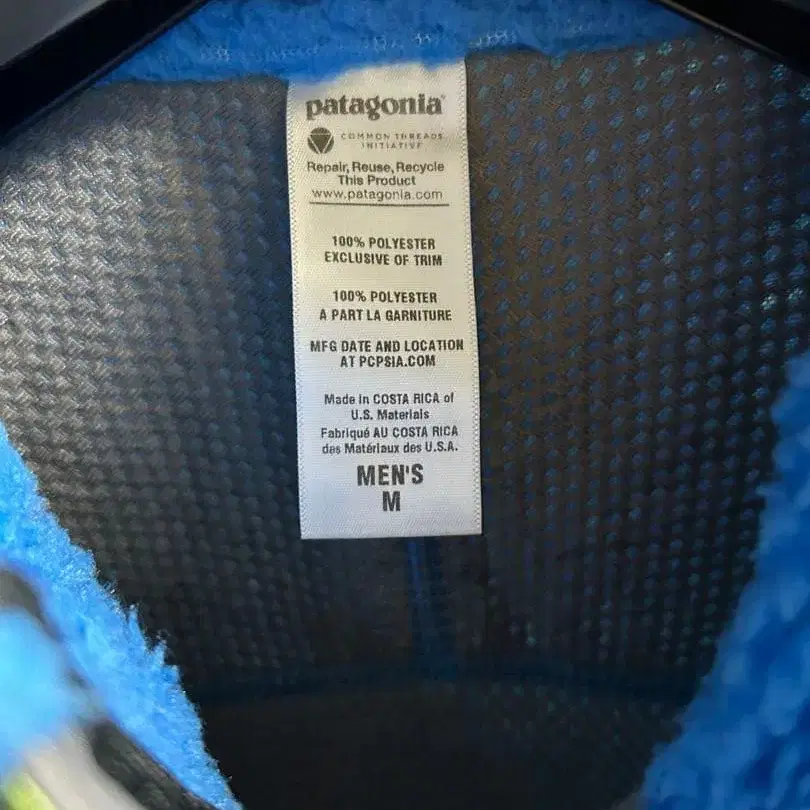 patagonia®
COMMON THREADS
INITIATIVE
Repair, Reuse, Recycle
This Product
www.patagonia.com
100% POLYESTER
EXCLUSIVE OF TRIM
100% POLYESTER
À PART LA GARNITURE
MFG DATE AND LOCATION
AT PCPSIA.COM
Made in COSTA RICA of
U.S. Materials
Fabriqué AU COSTA RICA
des Matériaux des U.S.A.
MEN'S
M